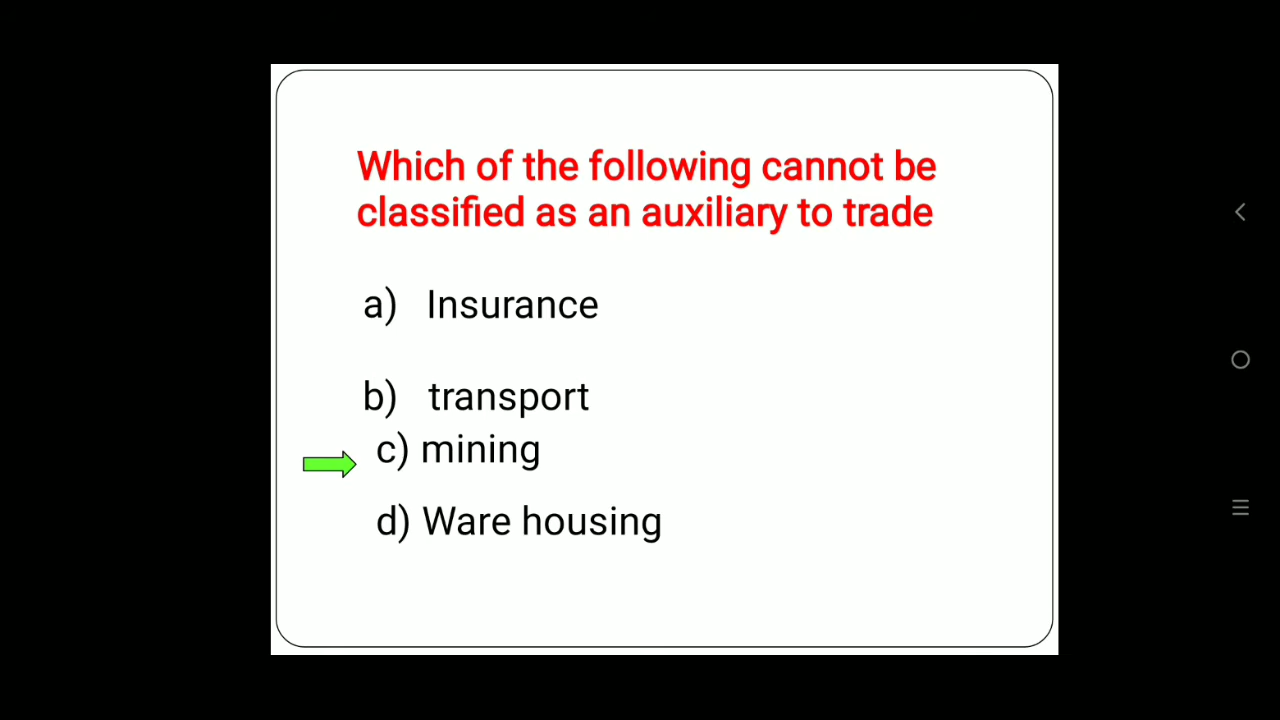 Which of the following cannot be
classified as an auxiliary to trade
a) Insurance
b) transport
c) mining
d) Ware housing